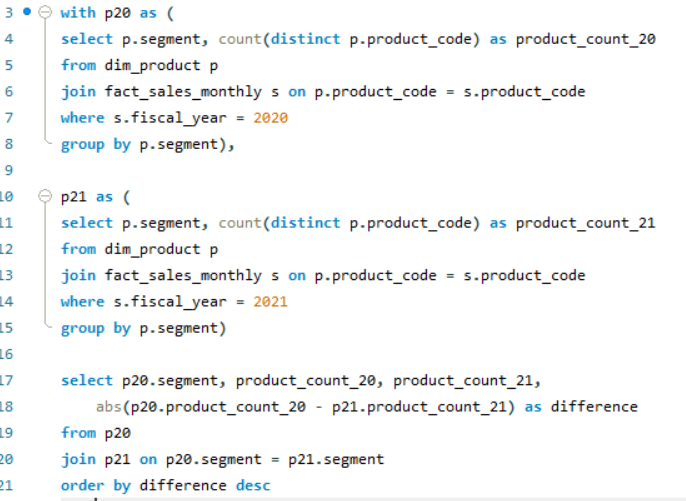 3 with p20 as (
4 select p.segment, count(distinct p.product_code) as product_count_20
5 from dim_product p
6 join fact_sales_monthly s on p.product_code = s.product_code
7 where s.fiscal_year = 2020
8 group by p.segment),
9
10 p21 as (
11 select p.segment, count(distinct p.product_code) as product_count_21
12 from dim_product p
13 join fact_sales_monthly s on p.product_code = s.product_code
14 where s.fiscal_year = 2021
15 group by p.segment)
16
17 select p20.segment, product_count_20, product_count_21,
18 abs(p20.product_count_20 - p21.product_count_21) as difference
19 from p20
20 join p21 on p20.segment = p21.segment
21 order by difference desc